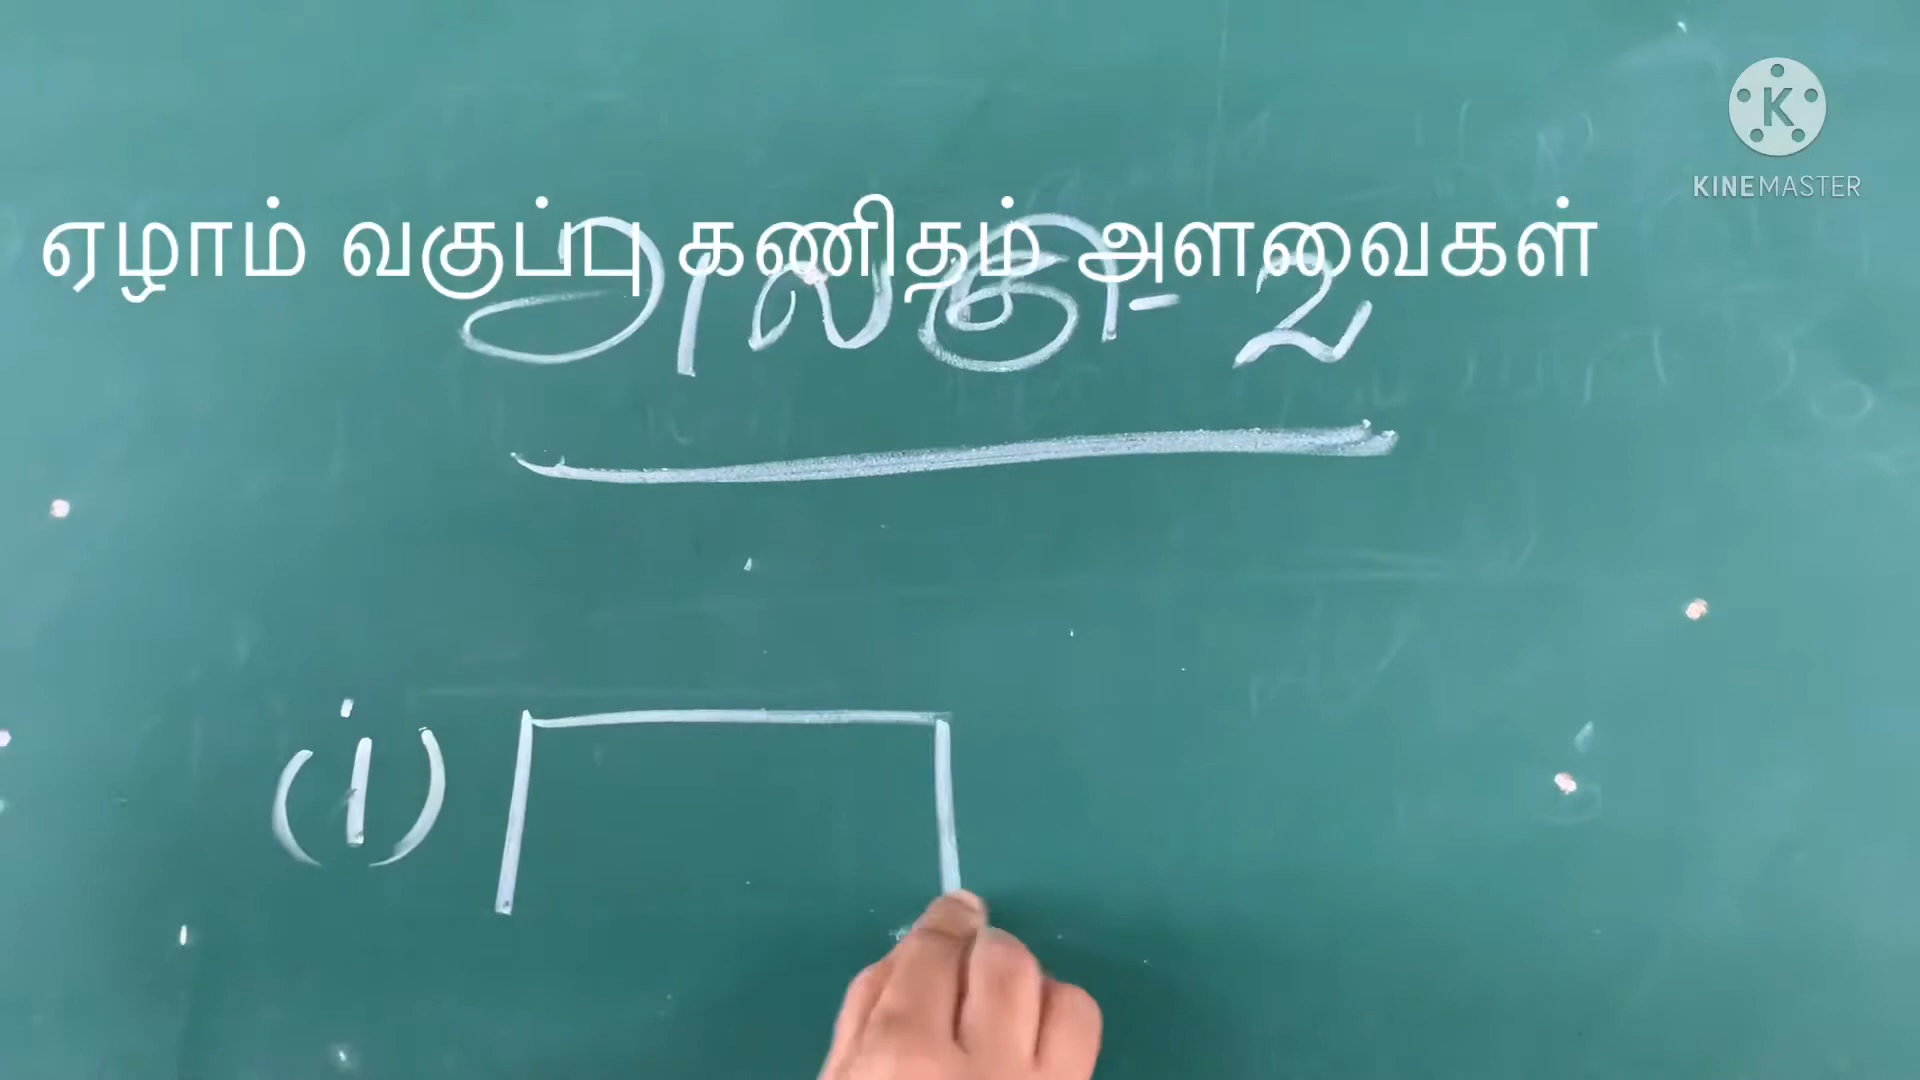 KINEMASTER
ஏழாம் வகுப்பு கணிதம் அளவைகள்
அலகு - 2
(i)